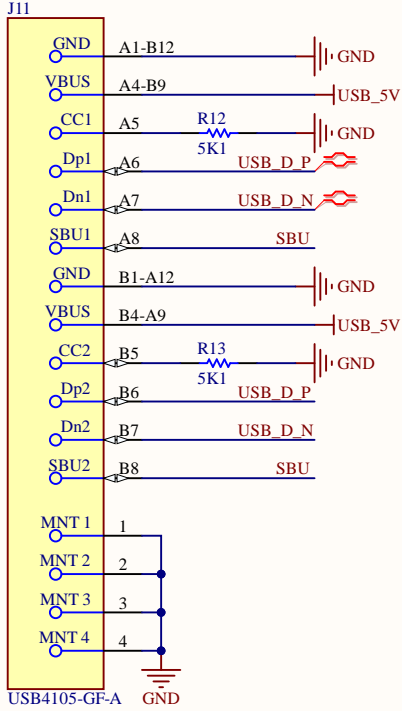 J11
GND A1-B12 GND
VBUS A4-B9 USB_5V
CC1 A5 R12 5K1 GND
Dp1 A6 USB_D_P
Dn1 A7 USB_D_N
SBU1 A8 SBU
GND B1-A12 GND
VBUS B4-A9 USB_5V
CC2 B5 R13 5K1 GND
Dp2 B6 USB_D_P
Dn2 B7 USB_D_N
SBU2 B8 SBU
MNT 1 1
MNT 2 2
MNT 3 3
MNT 4 4
USB4105-GF-A GND